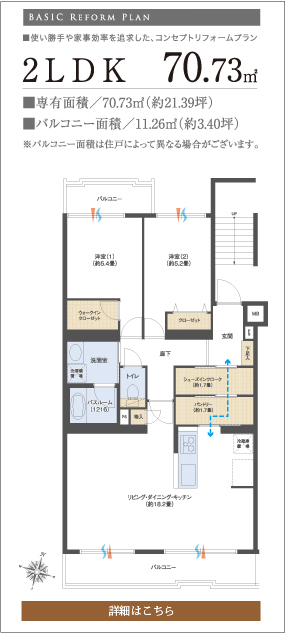 BASIC REFORM PLAN
■使い勝手や家事効率を追求した、コンセプトリフォームプラン
2LDK 70.73㎡
■専有面積／70.73㎡（約21.39坪）
■バルコニー面積／11.26㎡（約3.40坪）
※バルコニー面積は住戸によって異なる場合がございます。
バルコニー
UP
洋室（1）
（約5.4畳）
洋室（2）
（約5.2畳）
ウォークイン
クローゼット
クローゼット
玄関
MB
下足入
廊下
洗面室
洗濯機
置場
トイレ
シューズインクローク
（約1.7畳）
バスルーム
（1216）
PS
物入
パントリー
（約1.7畳）
冷蔵庫
置場
リビング・ダイニング・キッチン
（約18.2畳）
バルコニー
詳細はこちら